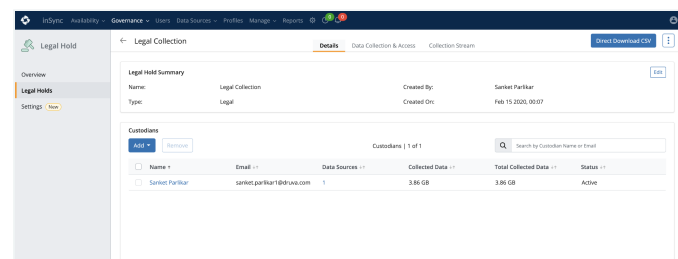 InSync Availability Governance Users Data Sources Profiles Manage Reports
Legal Hold
Legal Collection
Direct Download CSV
Details Data Collection & Access Collection Stream
Overview
Legal Holds
Settings New
Legal Hold Summary Edit
Name: Legal Collection Created By: Sanket Parlikar
Type: Legal Created On: Feb 15 2020, 00:07
Custodians
Add Remove Custodians | 1 of 1 Search by Custodian Name or Email
Name Email Data Sources Collected Data Total Collected Data Status
Sanket Parlikar sanket.parlikar1@druva.com 1 3.86 GB 3.86 GB Active